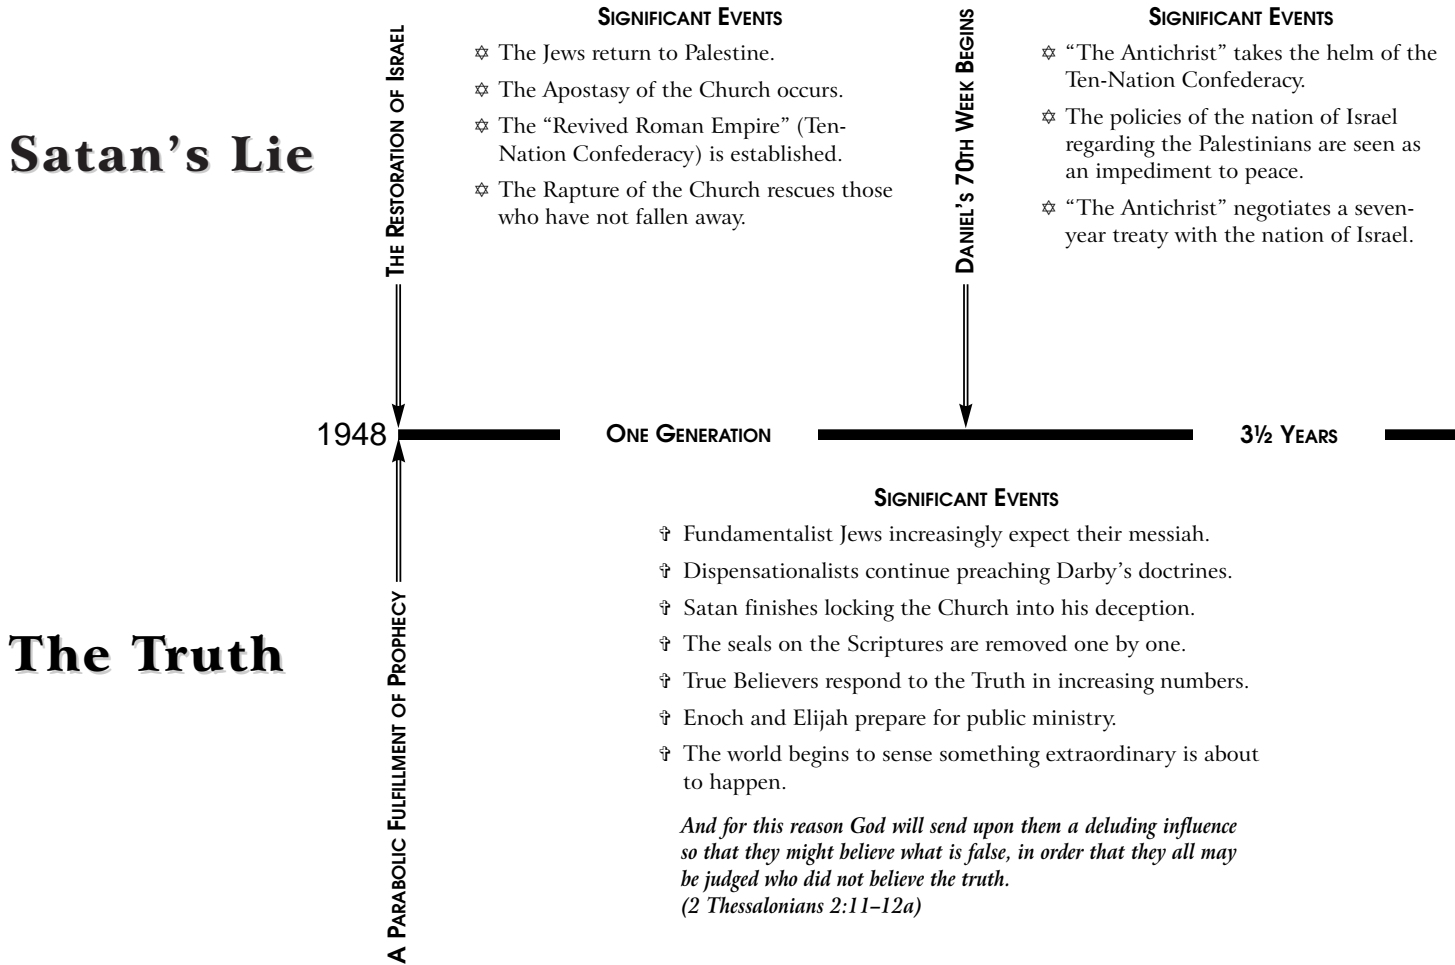 Satan’s Lie
THE RESTORATION OF ISRAEL
SIGNIFICANT EVENTS
✡ The Jews return to Palestine.
✡ The Apostasy of the Church occurs.
✡ The “Revived Roman Empire” (Ten-
Nation Confederacy) is established.
✡ The Rapture of the Church rescues those
who have not fallen away.
DANIEL’S 70TH WEEK BEGINS
SIGNIFICANT EVENTS
✡ “The Antichrist” takes the helm of the
Ten-Nation Confederacy.
✡ The policies of the nation of Israel
regarding the Palestinians are seen as
an impediment to peace.
✡ “The Antichrist” negotiates a seven-
year treaty with the nation of Israel.
1948
ONE GENERATION
3½ YEARS
The Truth
A PARABOLIC FULFILLMENT OF PROPHECY
SIGNIFICANT EVENTS
✞ Fundamentalist Jews increasingly expect their messiah.
✞ Dispensationalists continue preaching Darby’s doctrines.
✞ Satan finishes locking the Church into his deception.
✞ The seals on the Scriptures are removed one by one.
✞ True Believers respond to the Truth in increasing numbers.
✞ Enoch and Elijah prepare for public ministry.
✞ The world begins to sense something extraordinary is about
to happen.
And for this reason God will send upon them a deluding influence
so that they might believe what is false, in order that they all may
be judged who did not believe the truth.
(2 Thessalonians 2:11–12a)